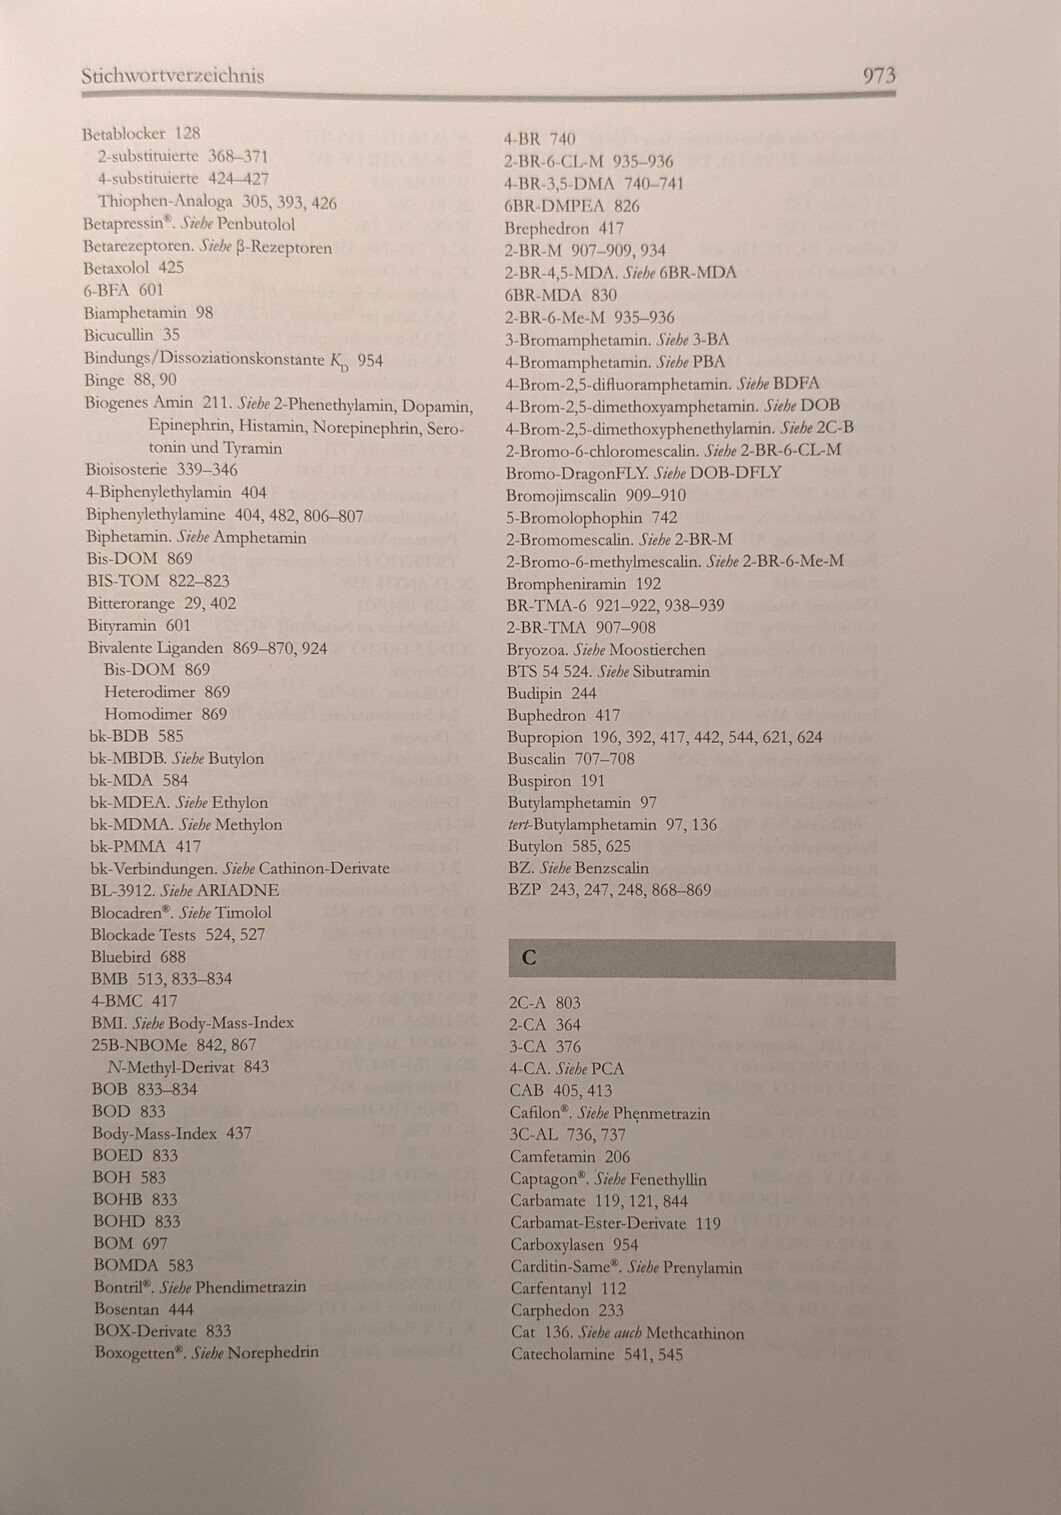 Stichwortverzeichnis 973
Betablocker 128
2-substituierte 368–371
4-substituierte 424–427
Thiophen-Analoga 305, 393, 426
Betapressin®. Siehe Penbutolol
Betarezeptoren. Siehe β-Rezeptoren
Betaxolol 425
6-BFA 601
Biamphetamin 98
Bicucullin 35
Bindungs/Dissoziationskonstante KD 954
Binge 88, 90
Biogenes Amin 211. Siehe 2-Phenethylamin, Dopamin,
Epinephrin, Histamin, Norepinephrin, Sero-
tonin und Tyramin
Bioisosterie 339–346
4-Biphenylethylamin 404
Biphenylethylamine 404, 482, 806–807
Biphetamin. Siehe Amphetamin
Bis-DOM 869
BIS-TOM 822–823
Bitterorange 29, 402
Bityramin 601
Bivalente Liganden 869–870, 924
Bis-DOM 869
Heterodimer 869
Homodimer 869
bk-BDB 585
bk-MBDB. Siehe Butylon
bk-MDA 584
bk-MDEA. Siehe Ethylon
bk-MDMA. Siehe Methylon
bk-PMMA 417
bk-Verbindungen. Siehe Cathinon-Derivate
BL-3912. Siehe ARIADNE
Blocadren®. Siehe Timolol
Blockade Tests 524, 527
Bluebird 688
BMB 513, 833–834
4-BMC 417
BMI. Siehe Body-Mass-Index
25B-NBOMe 842, 867
N-Methyl-Derivat 843
BOB 833–834
BOD 833
Body-Mass-Index 437
BOED 833
BOH 583
BOHB 833
BOHD 833
BOM 697
BOMDA 583
Bontril®. Siehe Phendimetrazin
Bosentan 444
BOX-Derivate 833
Boxogetten®. Siehe Norephedrin
4-BR 740
2-BR-6-CL-M 935–936
4-BR-3,5-DMA 740–741
6BR-DMPEA 826
Brephedron 417
2-BR-M 907–909, 934
2-BR-4,5-MDA. Siehe 6BR-MDA
6BR-MDA 830
2-BR-6-Me-M 935–936
3-Bromamphetamin. Siehe 3-BA
4-Bromamphetamin. Siehe PBA
4-Brom-2,5-difluoramphetamin. Siehe BDFA
4-Brom-2,5-dimethoxyamphetamin. Siehe DOB
4-Brom-2,5-dimethoxyphenethylamin. Siehe 2C-B
2-Bromo-6-chloromescalin. Siehe 2-BR-6-CL-M
Bromo-DragonFLY. Siehe DOB-DFLY
Bromojimscalin 909–910
5-Bromolophophin 742
2-Bromomescalin. Siehe 2-BR-M
2-Bromo-6-methylmescalin. Siehe 2-BR-6-Me-M
Brompheniramin 192
BR-TMA-6 921–922, 938–939
2-BR-TMA 907–908
Bryozoa. Siehe Moostierchen
BTS 54 524. Siehe Sibutramin
Budipin 244
Buphedron 417
Bupropion 196, 392, 417, 442, 544, 621, 624
Buscalin 707–708
Buspiron 191
Butylamphetamin 97
tert-Butylamphetamin 97, 136
Butylon 585, 625
BZ. Siehe Benzscalin
BZP 243, 247, 248, 868–869
C
2C-A 803
2-CA 364
3-CA 376
4-CA. Siehe PCA
CAB 405, 413
Cafilon®. Siehe Phenmetrazin
3C-AL 736, 737
Camfetamin 206
Captagon®. Siehe Fenethyllin
Carbamate 119, 121, 844
Carbamat-Ester-Derivate 119
Carboxylasen 954
Carditin-Same®. Siehe Prenylamin
Carfentanyl 112
Carphedon 233
Cat 136. Siehe auch Methcathinon
Catecholamine 541, 545